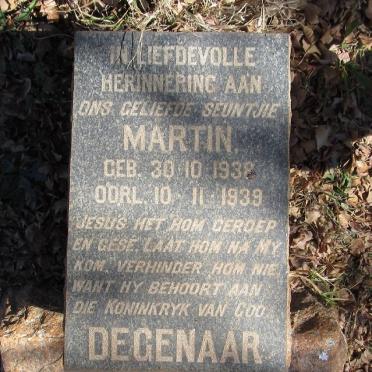 IN LIEFDEVOLLE
HERINNERING AAN
ONS GELIEFDE SEUNTJIE
MARTIN,
GEB. 30·10·1938
OORL. 10·11·1939
JESUS HET HOM GEROEP
EN GESE, LAAT HOM NA MY
KOM, VERHINDER HOM NIE,
WANT HY BEHOORT AAN
DIE KONINKRYK VAN GOD
DEGENAAR